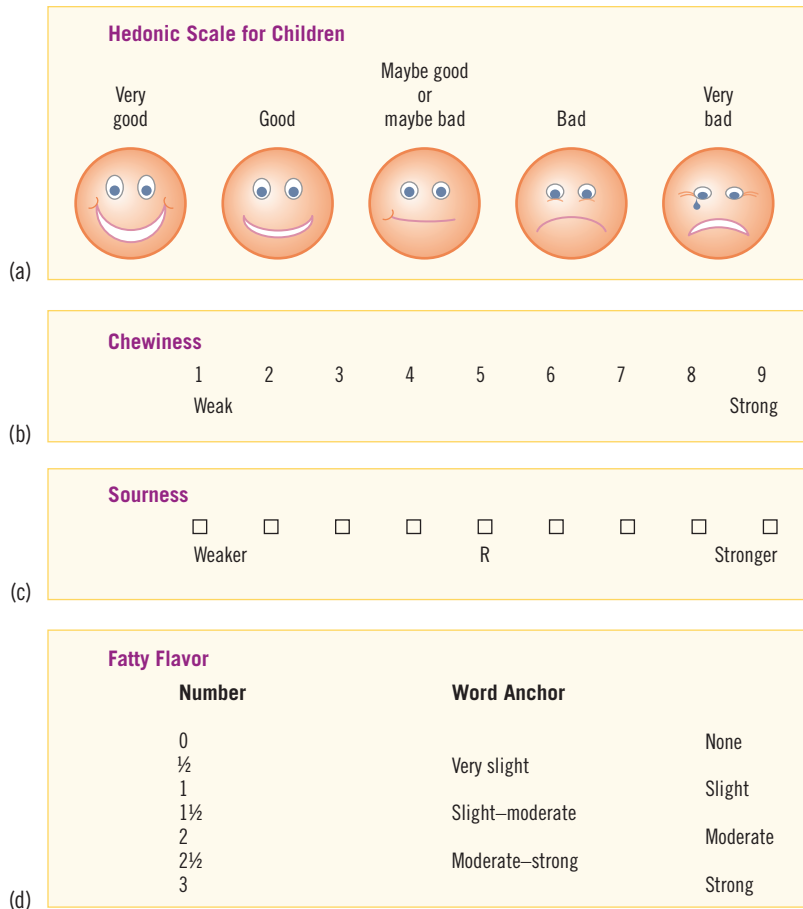 Hedonic Scale for Children
Very
good
Good
Maybe good
or
maybe bad
Bad
Very
bad
(a)
Chewiness
1 2 3 4 5 6 7 8 9
Weak Strong
(b)
Sourness
Weaker R Stronger
(c)
Fatty Flavor
Number Word Anchor
0 None
½ Very slight
1 Slight
1½ Slight–moderate
2 Moderate
2½ Moderate–strong
3 Strong
(d)